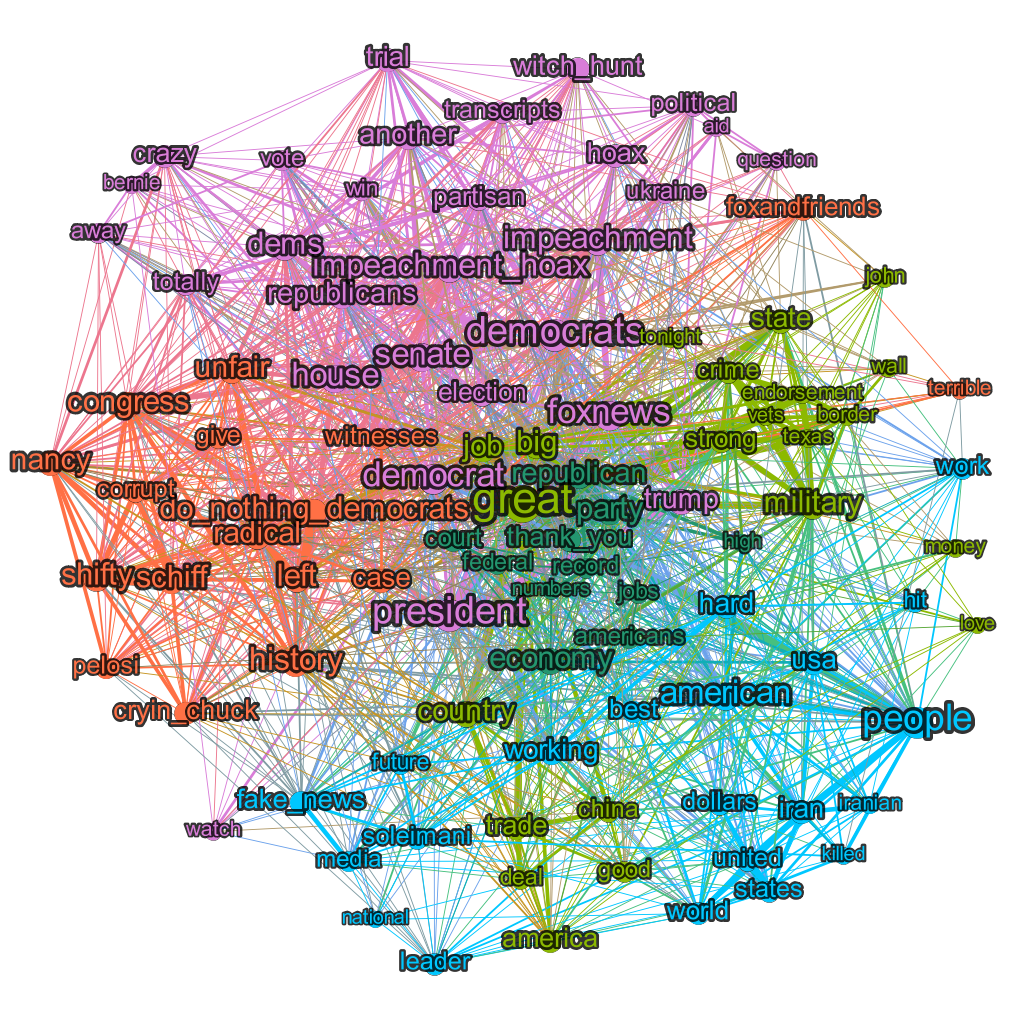 trial
witch_hunt
transcripts
political
aid
another
crazy
vote
hoax
question
bernie
win
partisan
ukraine
foxandfriends
away
dems
impeachment
totally
impeachment_hoax
john
republicans
democrats
tonight
state
senate
unfair
house
crime
wall
congress
election
endorsement
terrible
foxnews
vets
border
give
witnesses
job
big
strong
texas
nancy
democrat
republican
work
corrupt
do_nothing_democrats
great
party
trump
military
radical
court
thank_you
high
money
federal
record
shifty
schiff
left
case
numbers
jobs
president
hard
hit
love
americans
pelosi
history
economy
usa
american
cryin_chuck
country
best
people
working
future
fake_news
dollars
iran
iranian
watch
soleimani
trade
china
media
united
killed
deal
good
states
national
world
america
leader